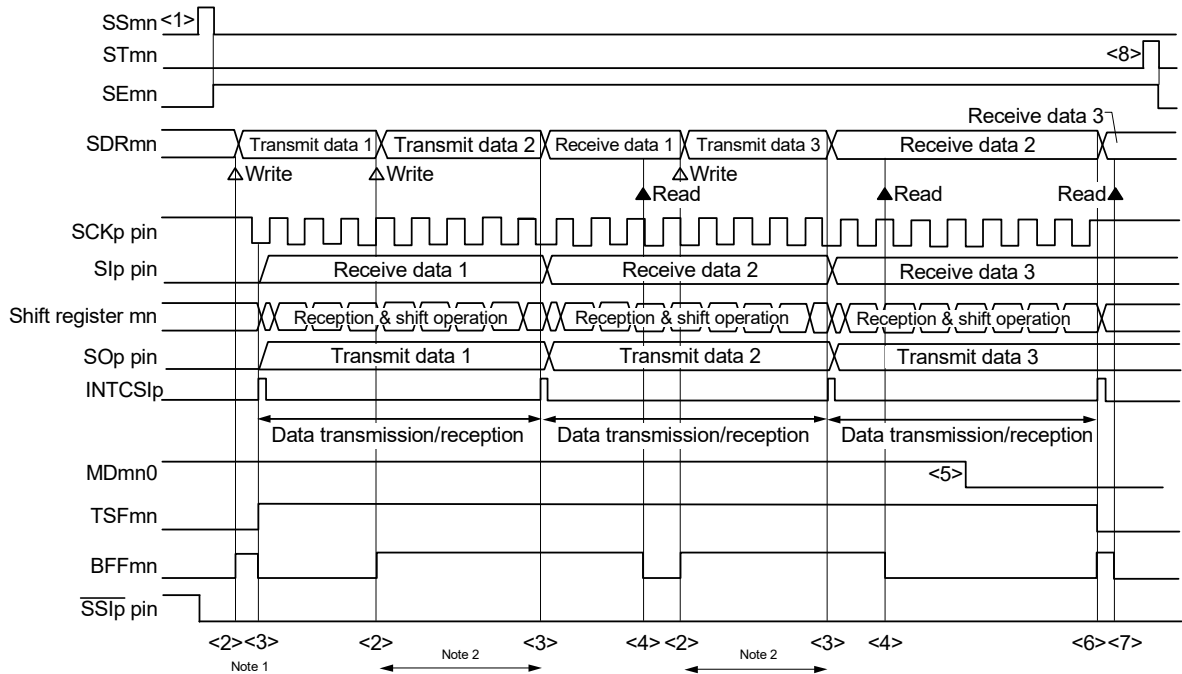 SSmn <1>
STmn <8>
SEmn
Receive data 3
SDRmn Transmit data 1 Transmit data 2 Receive data 1 Transmit data 3 Receive data 2
Write Write Write
Read Read Read
SCKp pin
SIp pin Receive data 1 Receive data 2 Receive data 3
Shift register mn Reception & shift operation Reception & shift operation Reception & shift operation
SOp pin Transmit data 1 Transmit data 2 Transmit data 3
INTCSIp
Data transmission/reception Data transmission/reception Data transmission/reception
MDmn0 <5>
TSFmn
BFFmn
SSIp pin
<2> <3> <2> <3> <4> <2> <3> <4> <6> <7>
Note 1 Note 2 Note 2